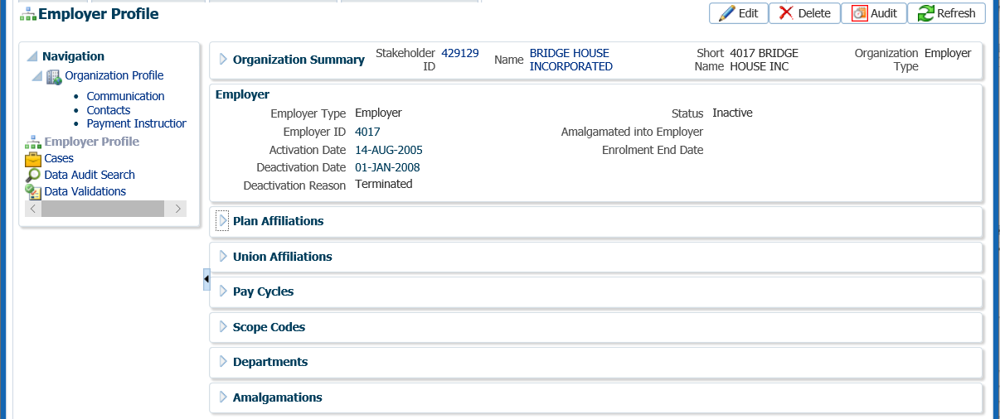 Employer Profile
Edit
Delete
Audit
Refresh
Navigation
Organization Profile
Communication
Contacts
Payment Instruction
Employer Profile
Cases
Data Audit Search
Data Validations
Organization Summary
Stakeholder ID 429129
Name BRIDGE HOUSE INCORPORATED
Short Name 4017 BRIDGE HOUSE INC
Organization Type Employer
Employer
Employer Type Employer
Status Inactive
Employer ID 4017
Amalgamated into Employer
Activation Date 14-AUG-2005
Enrolment End Date
Deactivation Date 01-JAN-2008
Deactivation Reason Terminated
Plan Affiliations
Union Affiliations
Pay Cycles
Scope Codes
Departments
Amalgamations